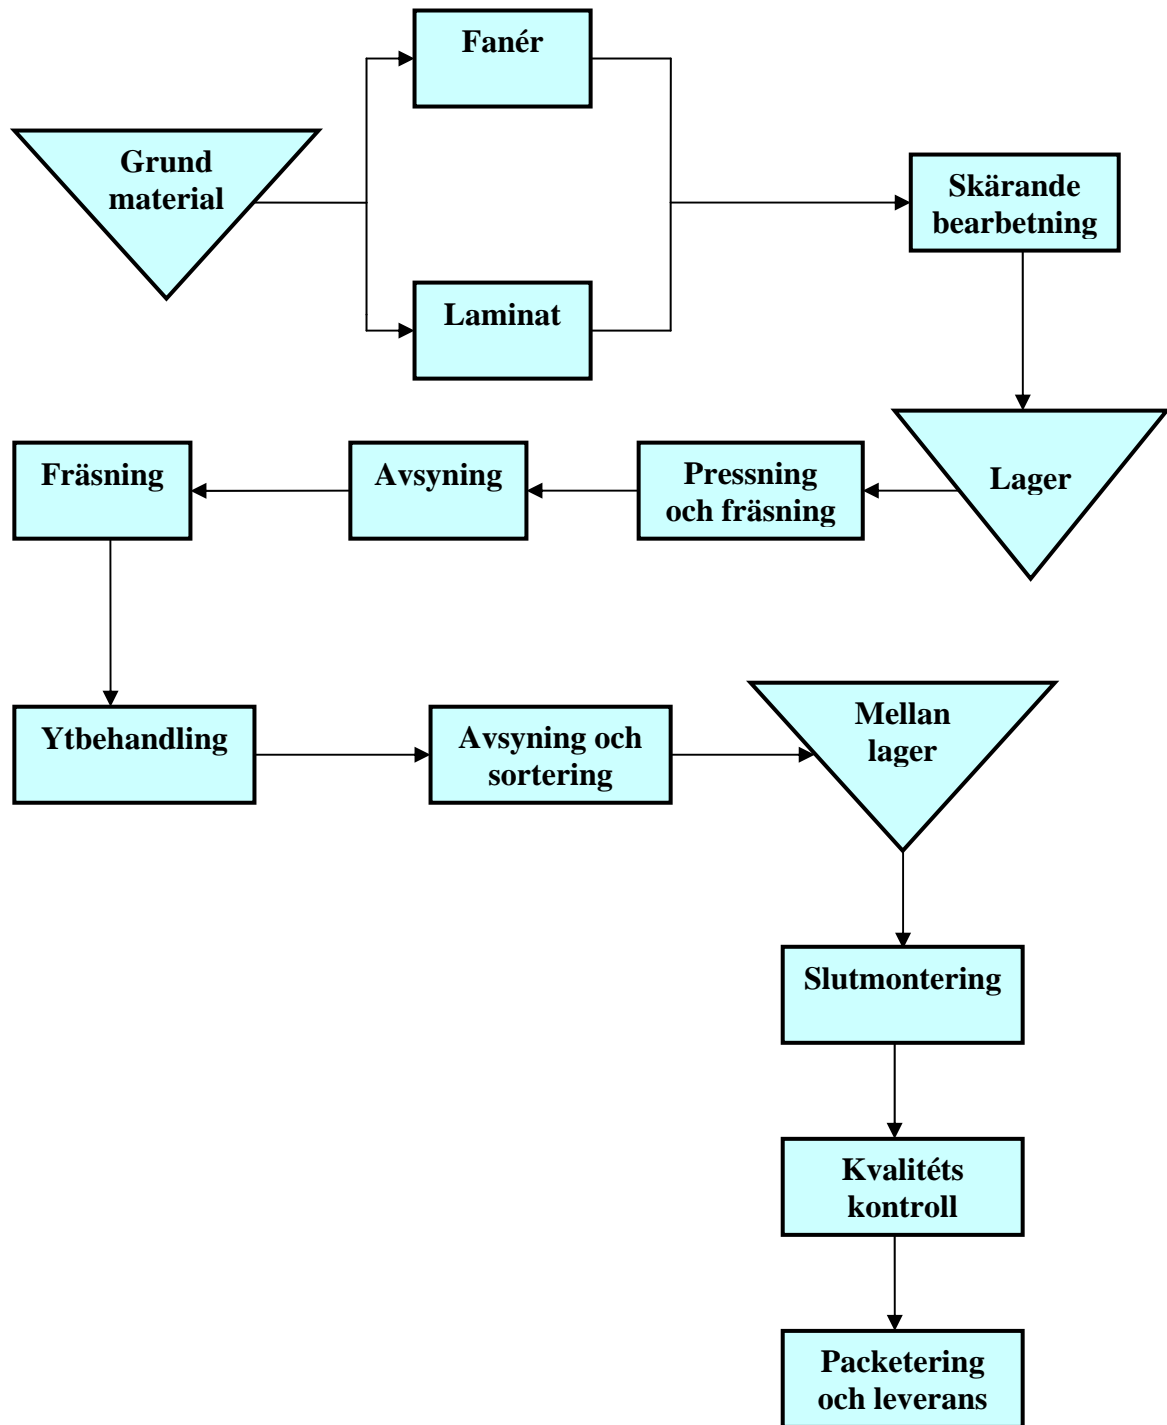 Fanér
Grund
material
Skärande
bearbetning
Laminat
Fräsning
Avsyning
Pressning
och fräsning
Lager
Ytbehandling
Avsyning och
sortering
Mellan
lager
Slutmontering
Kvalitéts
kontroll
Packetering
och leverans